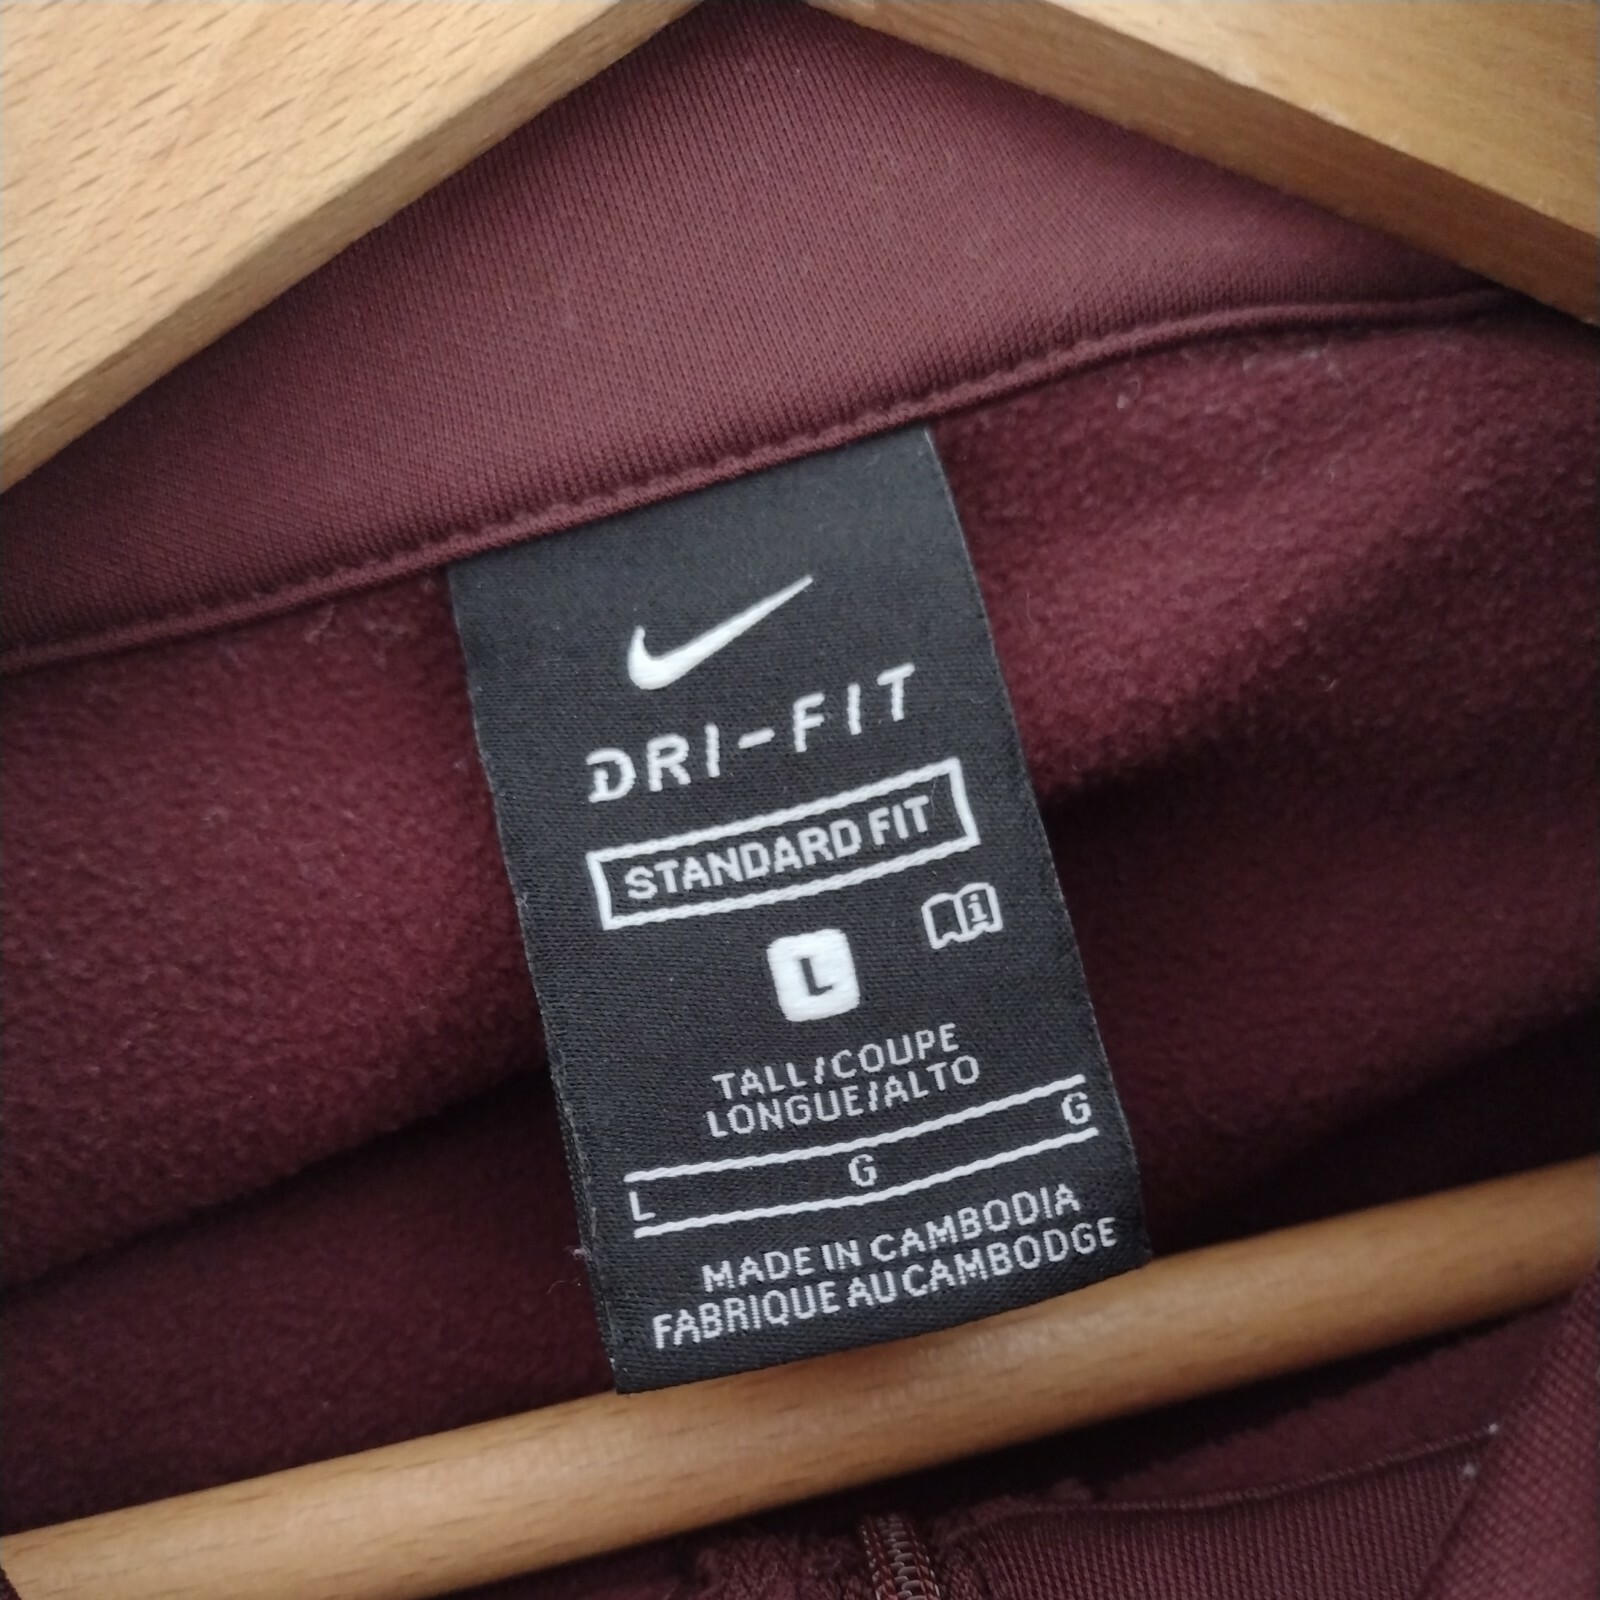 DRI-FIT
STANDARD FIT
i
L
TALL/COUPE
LONGUE/ALTO
L G G
MADE IN CAMBODIA
FABRIQUE AU CAMBODGE